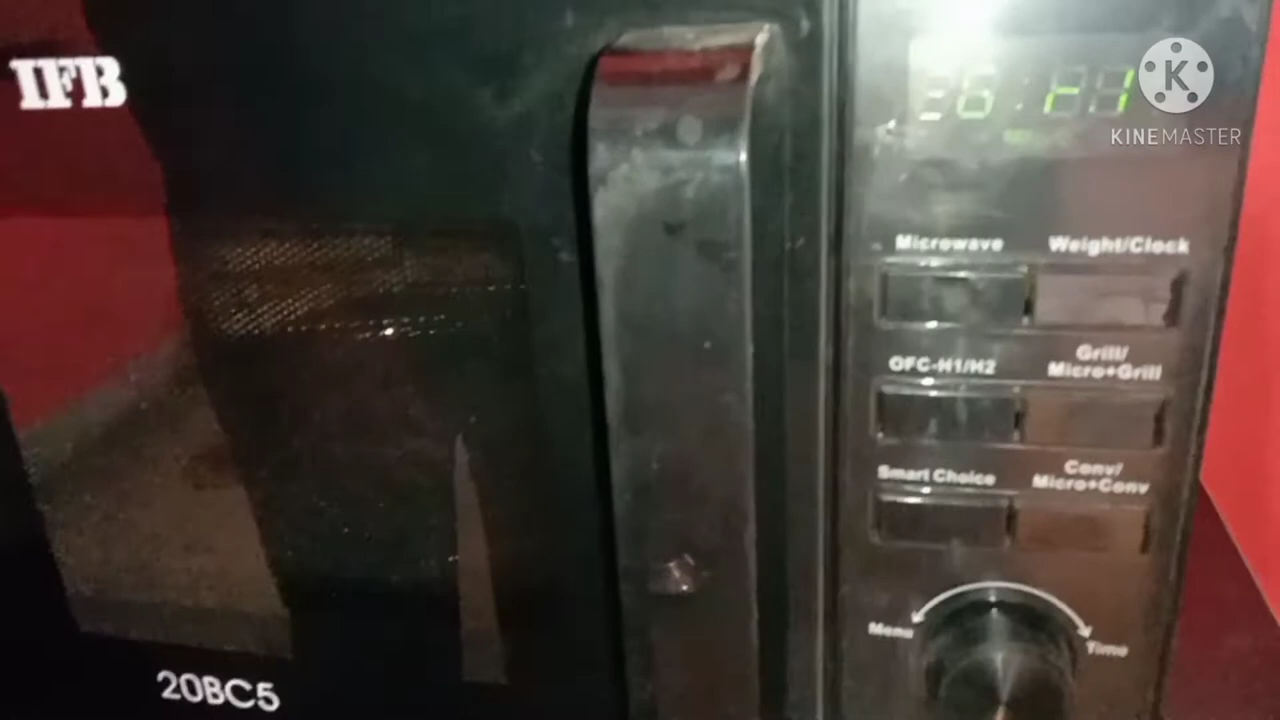 IFB
KINEMASTER
Microwave
Weight/Clock
OFC-H1/H2
Grill/
Micro+Grill
Smart Choice
Conv/
Micro+Conv
Menu
Time
20BC5